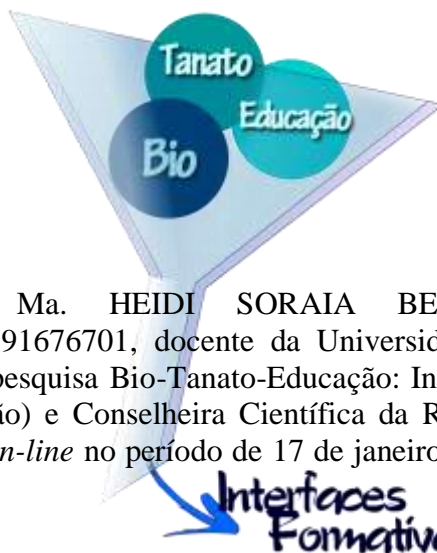 Tanato
Educação
Bio
Ma. HEIDI SORAIA BE
91676701, docente da Universid
pesquisa Bio-Tanato-Educação: In
ão) e Conselheira Científica da R
n-line no período de 17 de janeiro
Interfaces
Formativa